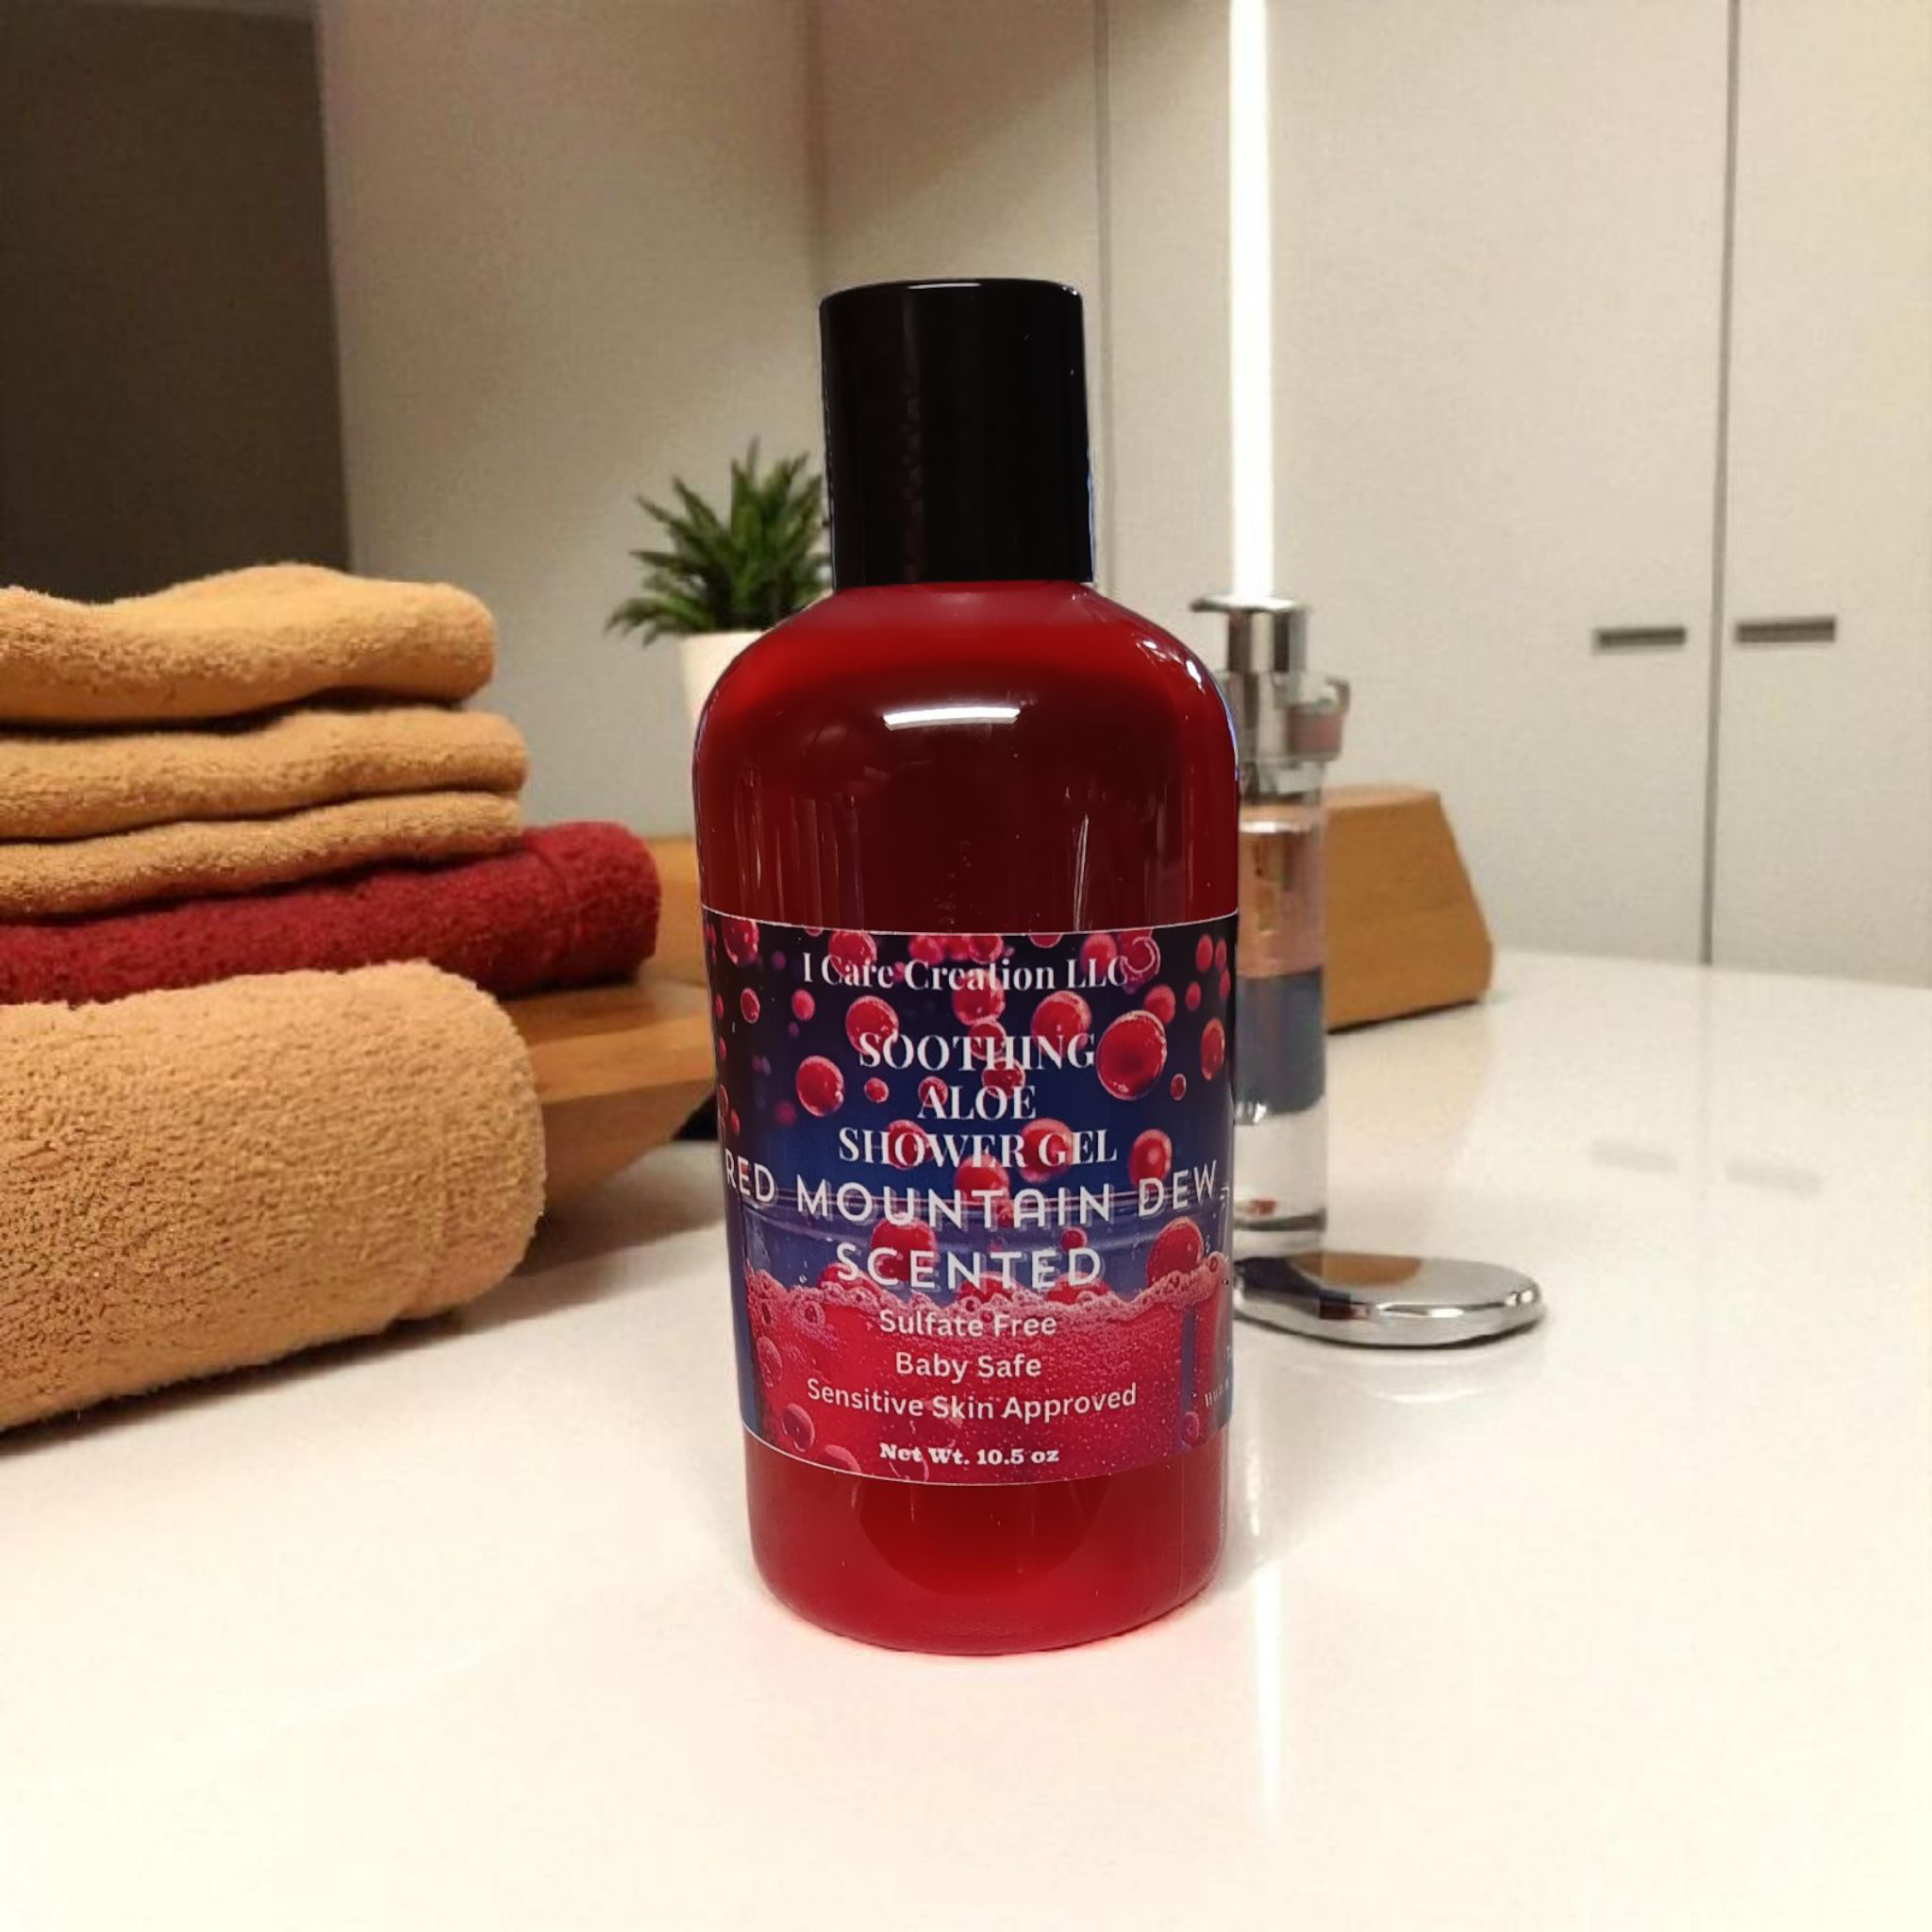 I Care Creation LLC
SOOTHING
ALOE
SHOWER GEL
RED MOUNTAIN DEW
SCENTED
Sulfate Free
Baby Safe
Sensitive Skin Approved
Net Wt. 10.5 oz